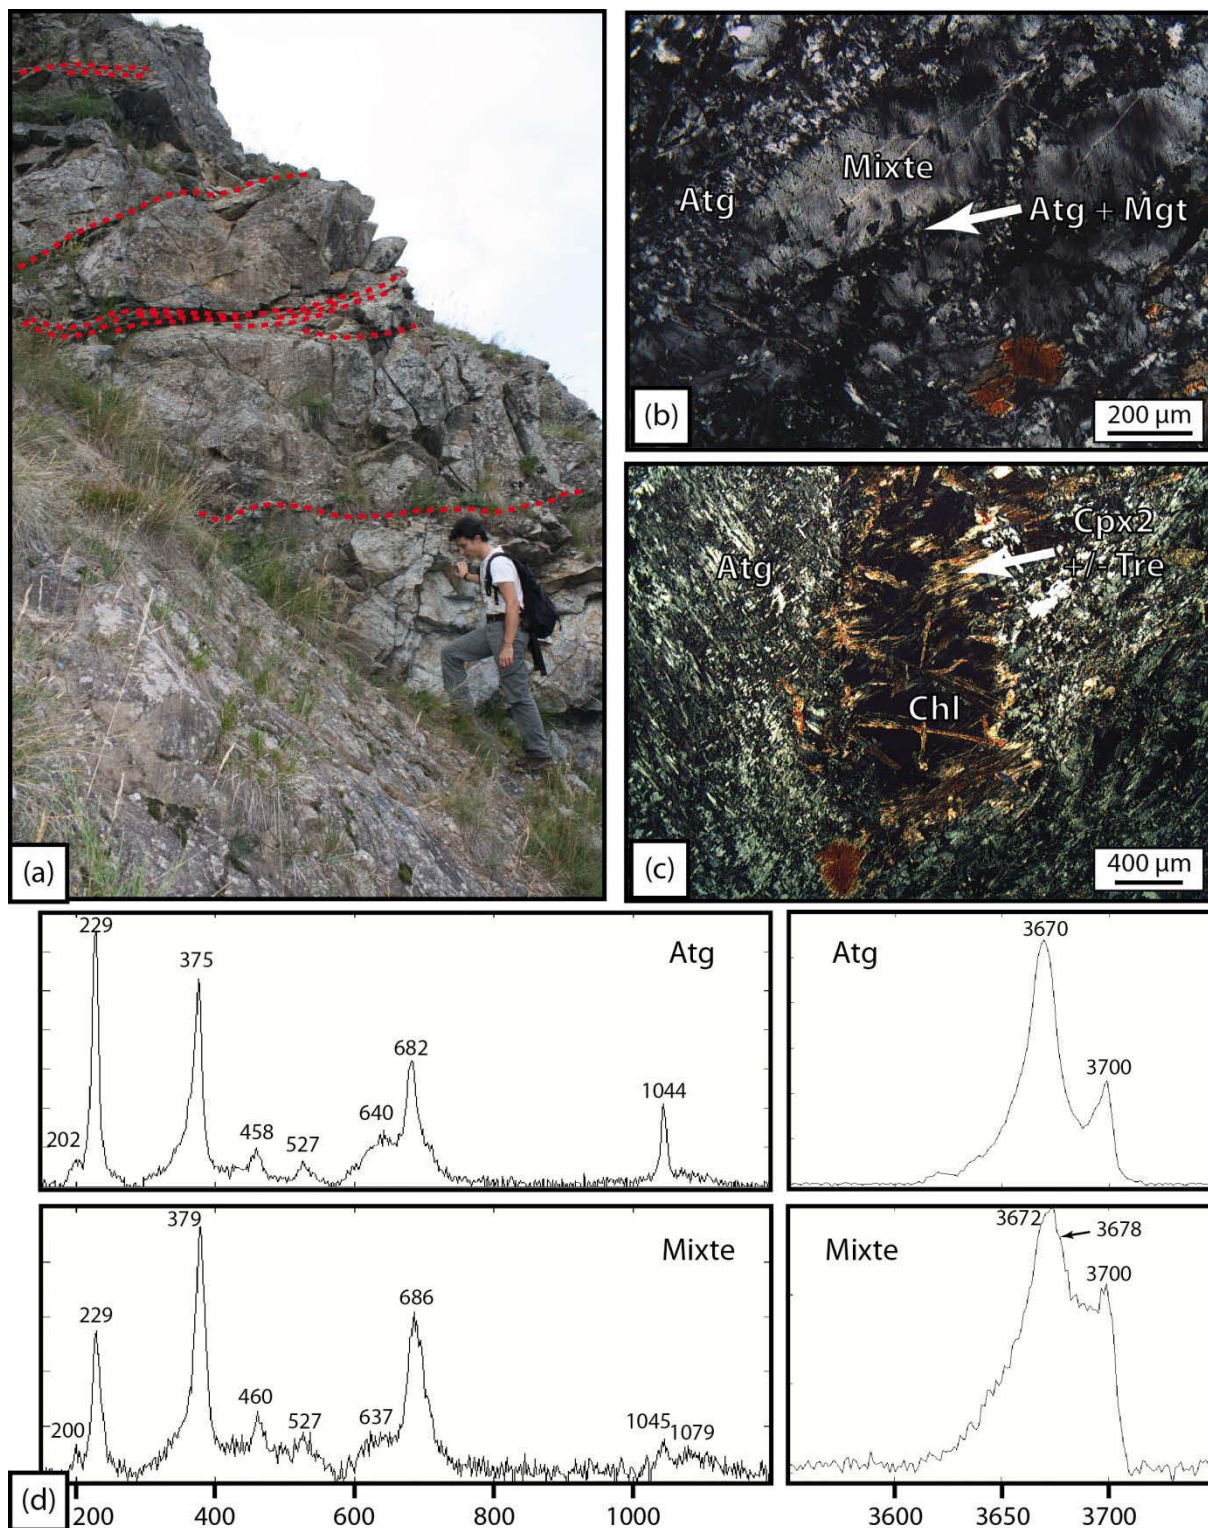 (a)
Mixte
Atg
Atg + Mgt
(b)
200 µm
Cpx2
+/- Tre
Atg
Chl
(c)
400 µm
229
375
Atg
682
1044
640
202
458
527
3670
Atg
3700
379
Mixte
686
229
460
200
527
637
1045
1079
3672
3678
Mixte
3700
(d)
200 400 600 800 1000
3600 3650 3700